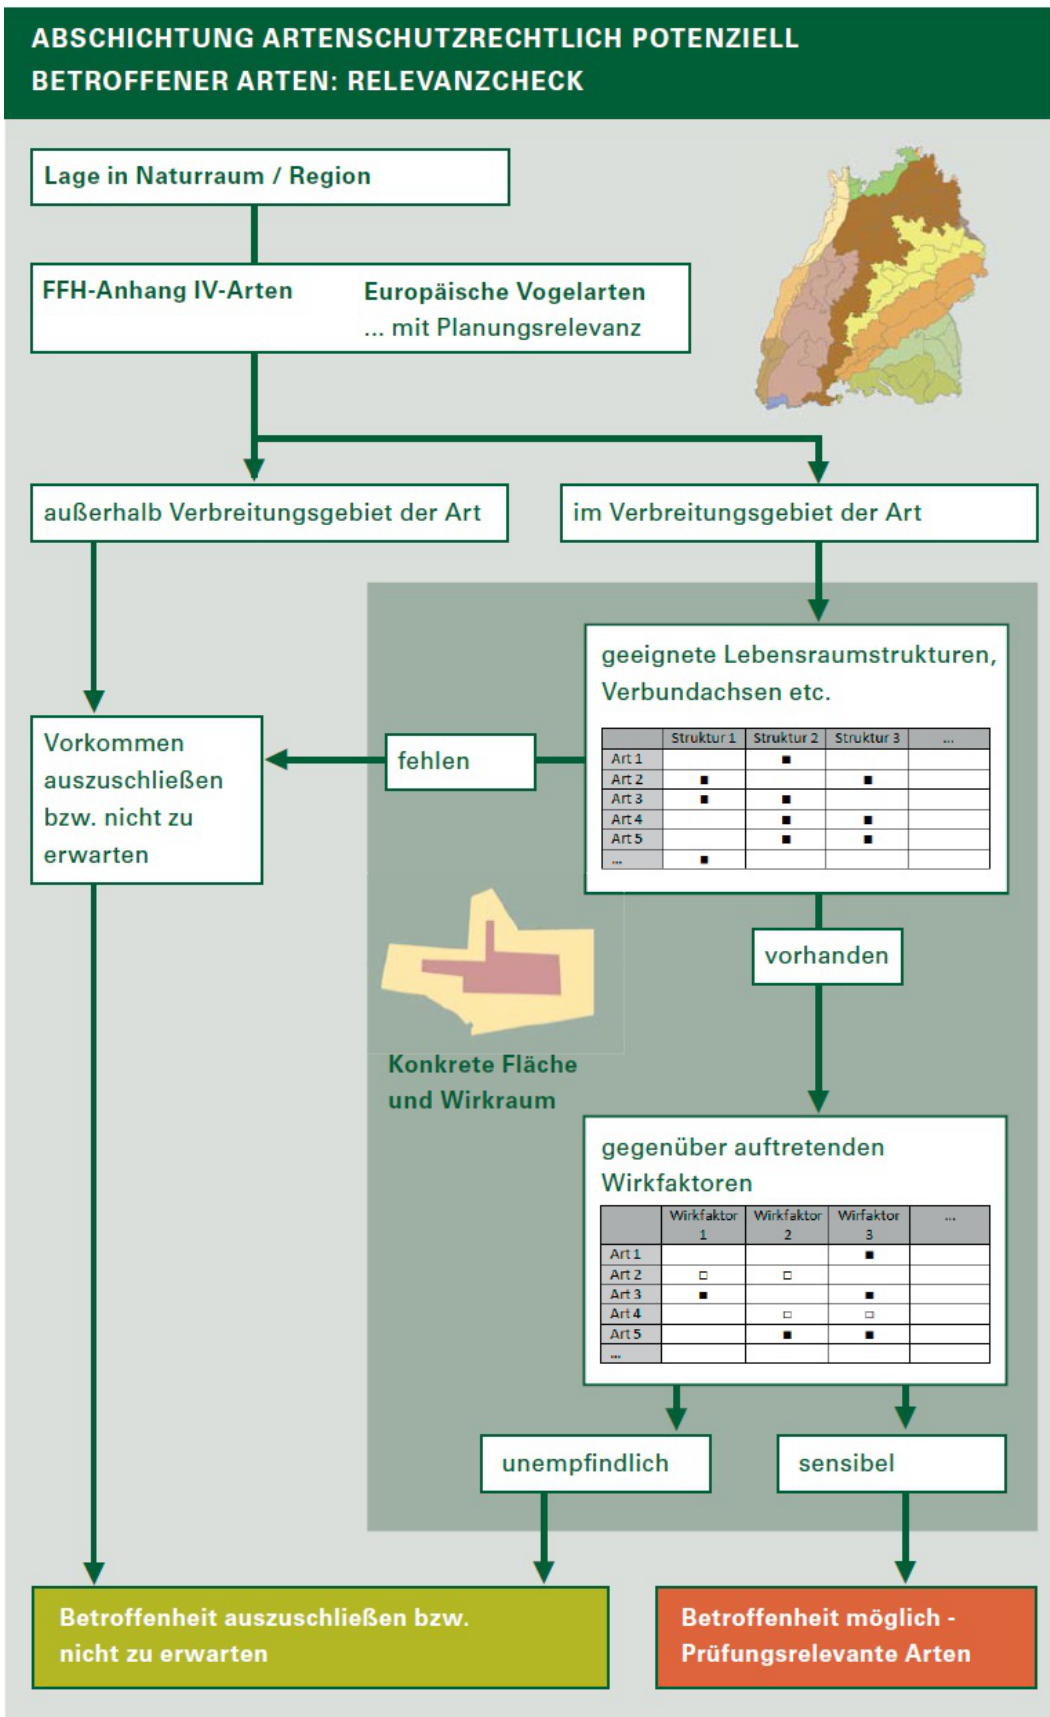 ABSCHICHTUNG ARTENSCHUTZRECHTLICH POTENZIELL
BETROFFENER ARTEN: RELEVANZCHECK
Lage in Naturraum / Region
FFH-Anhang IV-Arten
Europäische Vogelarten
... mit Planungsrelevanz
außerhalb Verbreitungsgebiet der Art
im Verbreitungsgebiet der Art
geeignete Lebensraumstrukturen,
Verbundachsen etc.
Struktur 1 Struktur 2 Struktur 3 ...
Art 1 ■
Art 2 ■ ■
Art 3 ■ ■
Art 4 ■ ■
Art 5 ■ ■
... ■
fehlen
Vorkommen
auszuschließen
bzw. nicht zu
erwarten
vorhanden
Konkrete Fläche
und Wirkraum
gegenüber auftretenden
Wirkfaktoren
Wirkfaktor Wirkfaktor Wirfaktor ...
1 2 3
Art 1 ■
Art 2 □ □
Art 3 ■ ■
Art 4 □ □
Art 5 ■ ■
...
unempfindlich
sensibel
Betroffenheit auszuschließen bzw.
nicht zu erwarten
Betroffenheit möglich -
Prüfungsrelevante Arten